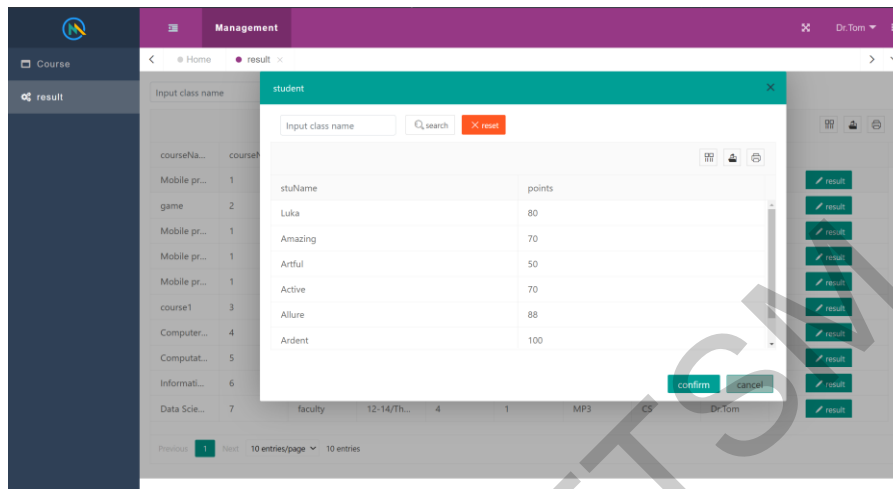 Management
Dr.Tom
Course
result
Home
result
student
Input class name
Input class name
search
reset
courseNa...
stuName
points
Mobile pr... 1
Luka 80
result
game 2
Amazing 70
result
Mobile pr... 1
Artful 50
result
Mobile pr... 1
Active 70
result
Mobile pr... 1
Allure 88
result
course1 3
Ardent 100
result
Computer... 4
result
Computat... 5
result
confirm
cancel
Informati... 6
result
Data Scie... 7 faculty 12-14/Th... 4 1 MP3 CS Dr.Tom result
Previous 1 Next 10 entries/page 10 entries